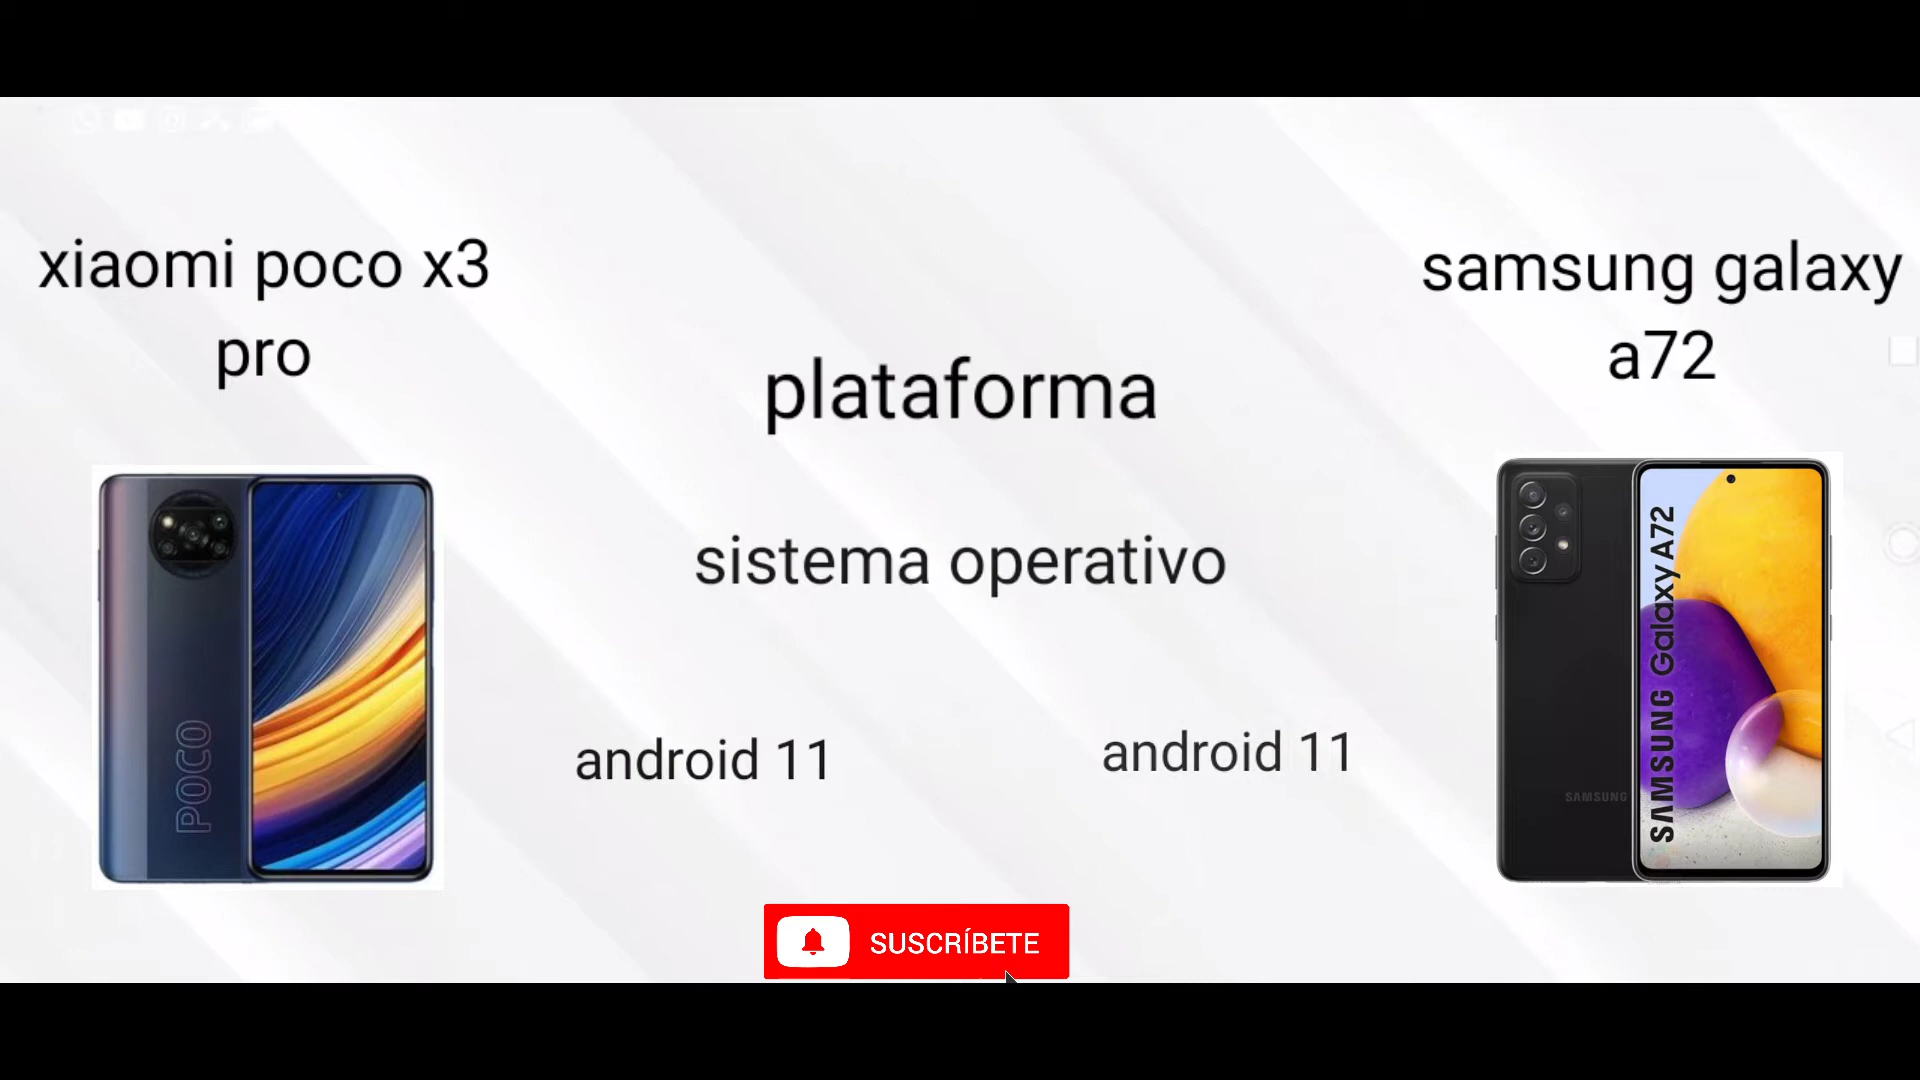 xiaomi poco x3
pro
samsung galaxy
a72
plataforma
sistema operativo
android 11
android 11
POCO
SAMSUNG
SAMSUNG Galaxy A72
SUSCRÍBETE